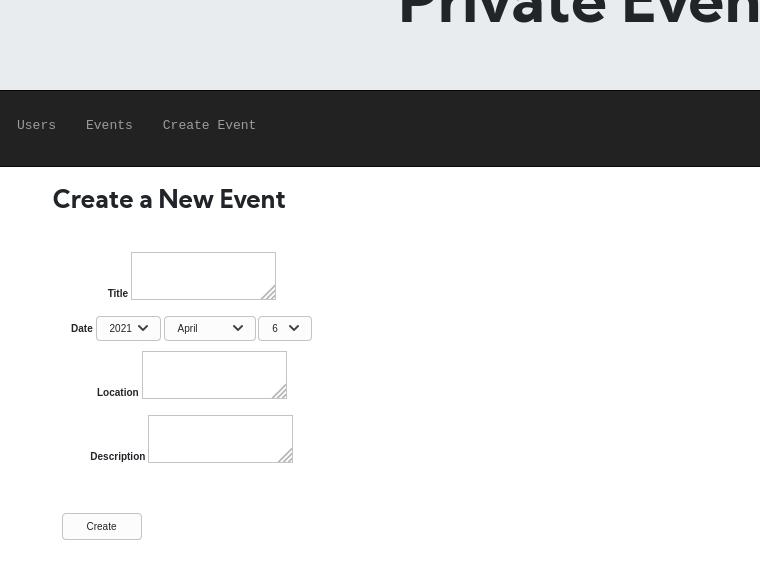 Private Even
Users Events Create Event
Create a New Event
Title
Date 2021 April 6
Location
Description
Create